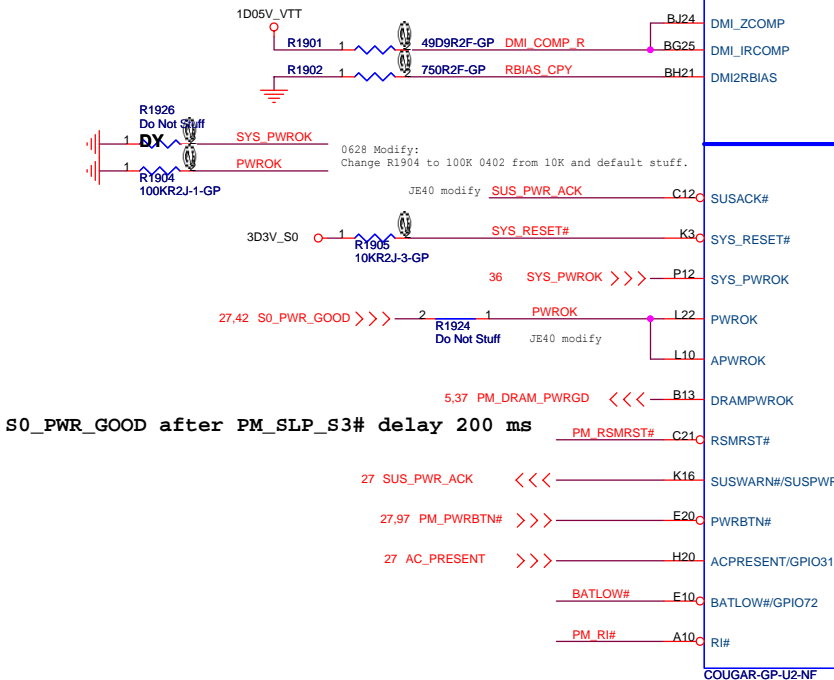 1D05V_VTT
BJ24 DMI_ZCOMP
R1901 1 2 49D9R2F-GP DMI_COMP_R BG25 DMI_IRCOMP
R1902 1 2 750R2F-GP RBIAS_CPY BH21 DMI2RBIAS
R1926
Do Not Stuff
1 DY 2 SYS_PWROK
0628 Modify:
Change R1904 to 100K 0402 from 10K and default stuff.
1 2 PWROK
R1904
100KR2J-1-GP
JE40 modify SUS_PWR_ACK C12 SUSACK#
3D3V_S0 1 2 SYS_RESET# K3 SYS_RESET#
R1905
10KR2J-3-GP
36 SYS_PWROK P12 SYS_PWROK
27,42 S0_PWR_GOOD 2 1 PWROK L22 PWROK
R1924
Do Not Stuff JE40 modify
L10 APWROK
5,37 PM_DRAM_PWRGD B13 DRAMPWROK
S0_PWR_GOOD after PM_SLP_S3# delay 200 ms
PM_RSMRST# C21 RSMRST#
27 SUS_PWR_ACK K16 SUSWARN#/SUSPWR
27,97 PM_PWRBTN# E20 PWRBTN#
27 AC_PRESENT H20 ACPRESENT/GPIO31
BATLOW# E10 BATLOW#/GPIO72
PM_RI# A10 RI#
COUGAR-GP-U2-NF